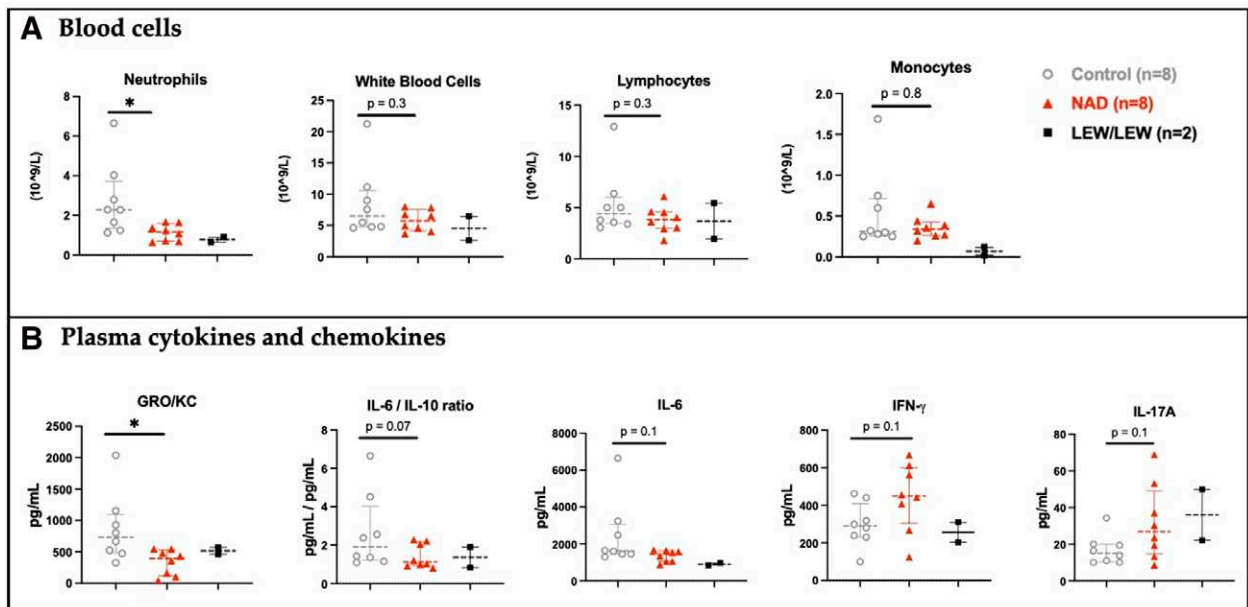 A Blood cells
Neutrophils
(10^9/L)
8
6
4
2
0
*
White Blood Cells
(10^9/L)
25
20
15
10
5
0
p = 0.3
Lymphocytes
(10^9/L)
15
10
5
0
p = 0.3
Monocytes
(10^9/L)
2.0
1.5
1.0
0.5
0.0
p = 0.8
Control (n=8)
NAD (n=8)
LEW/LEW (n=2)
B Plasma cytokines and chemokines
GRO/KC
pg/mL
2500
2000
1500
1000
500
0
*
IL-6 / IL-10 ratio
pg/mL / pg/mL
8
6
4
2
0
p = 0.07
IL-6
pg/mL
8000
6000
4000
2000
0
p = 0.1
IFN-γ
pg/mL
800
600
400
200
0
p = 0.1
IL-17A
pg/mL
80
60
40
20
0
p = 0.1